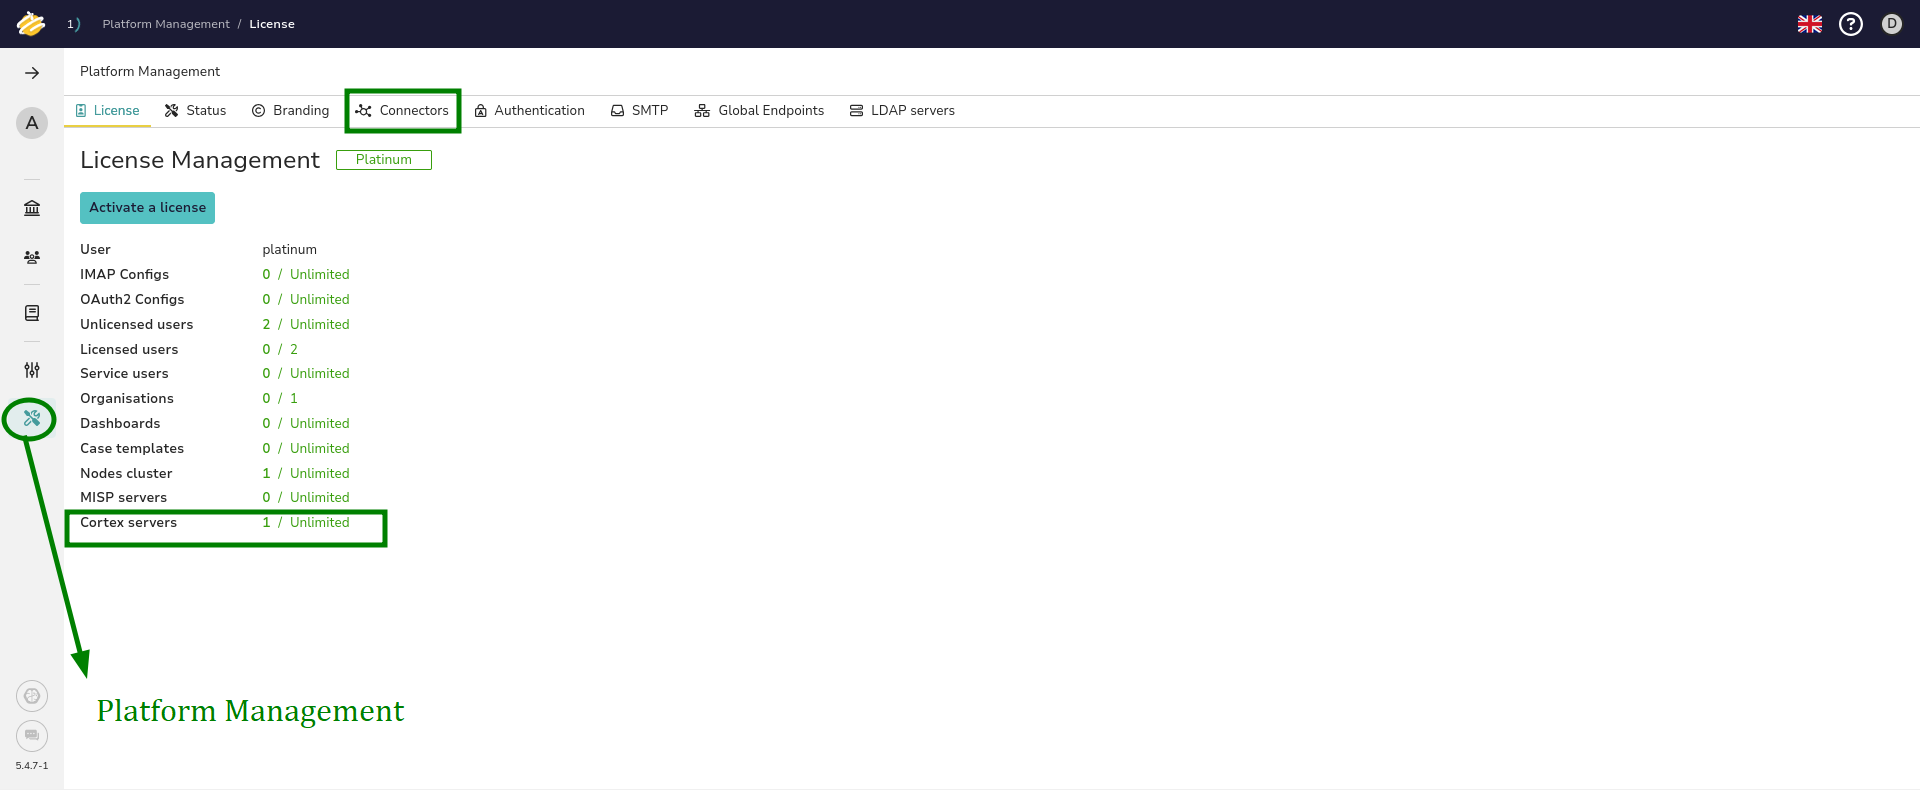 1) Platform Management / License D
Platform Management
License Status Branding Connectors Authentication SMTP Global Endpoints LDAP servers
A
License Management Platinum
Activate a license
User platinum
IMAP Configs 0 / Unlimited
OAuth2 Configs 0 / Unlimited
Unlicensed users 2 / Unlimited
Licensed users 0 / 2
Service users 0 / Unlimited
Organisations 0 / 1
Dashboards 0 / Unlimited
Case templates 0 / Unlimited
Nodes cluster 1 / Unlimited
MISP servers 0 / Unlimited
Cortex servers 1 / Unlimited
Platform Management
5.4.7-1